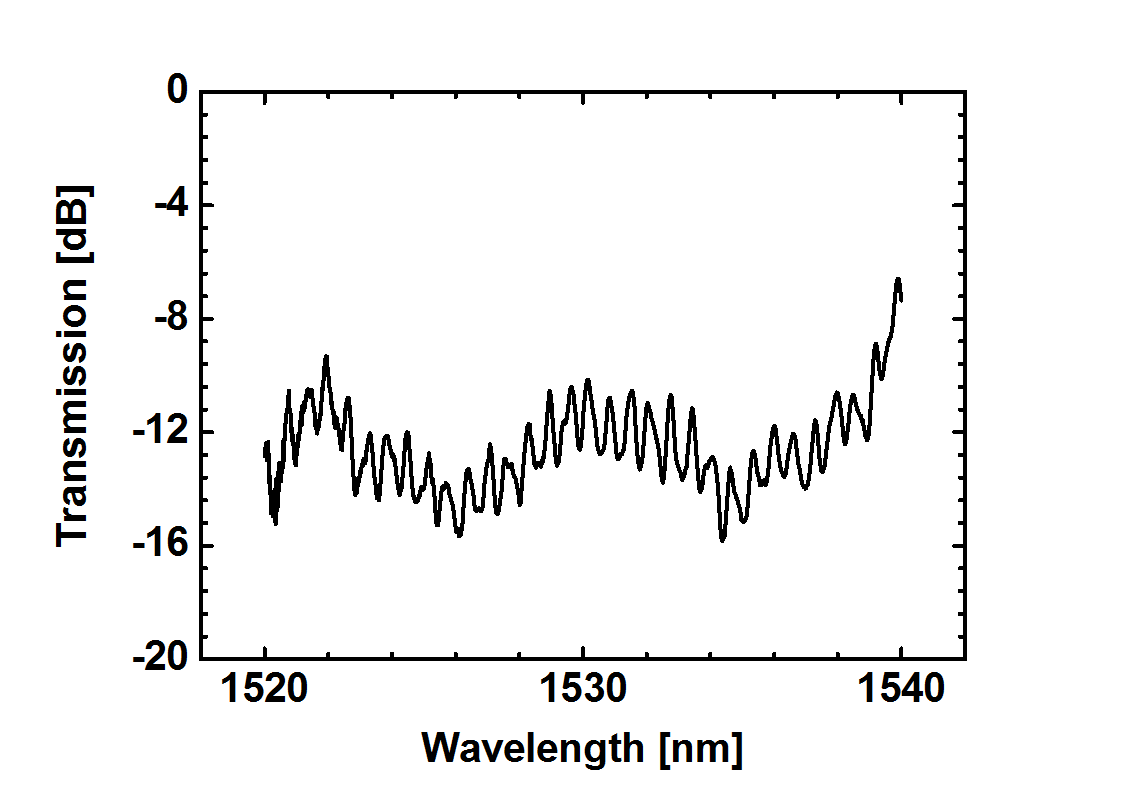 0
-4
-8
-12
-16
-20
1520 1530 1540
Wavelength [nm]
Transmission [dB]